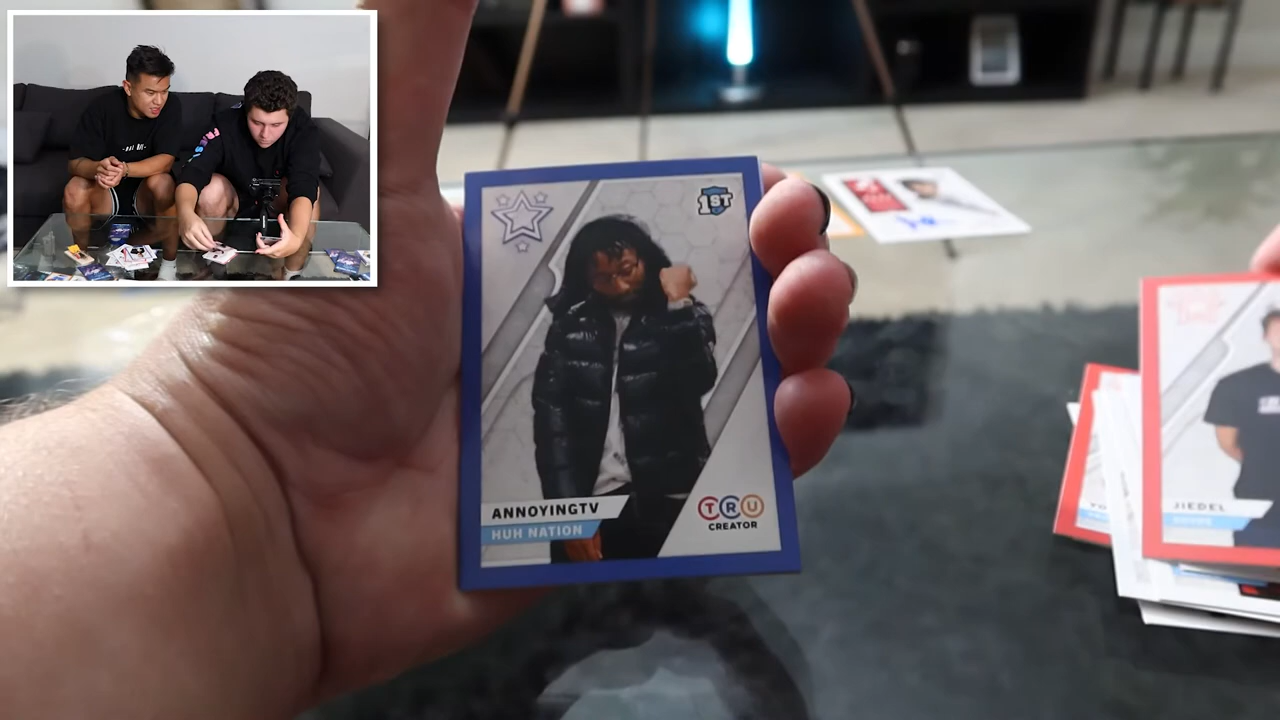 1ST
ANNOYINGTV
HUH NATION
TRU
CREATOR
JIEDEL